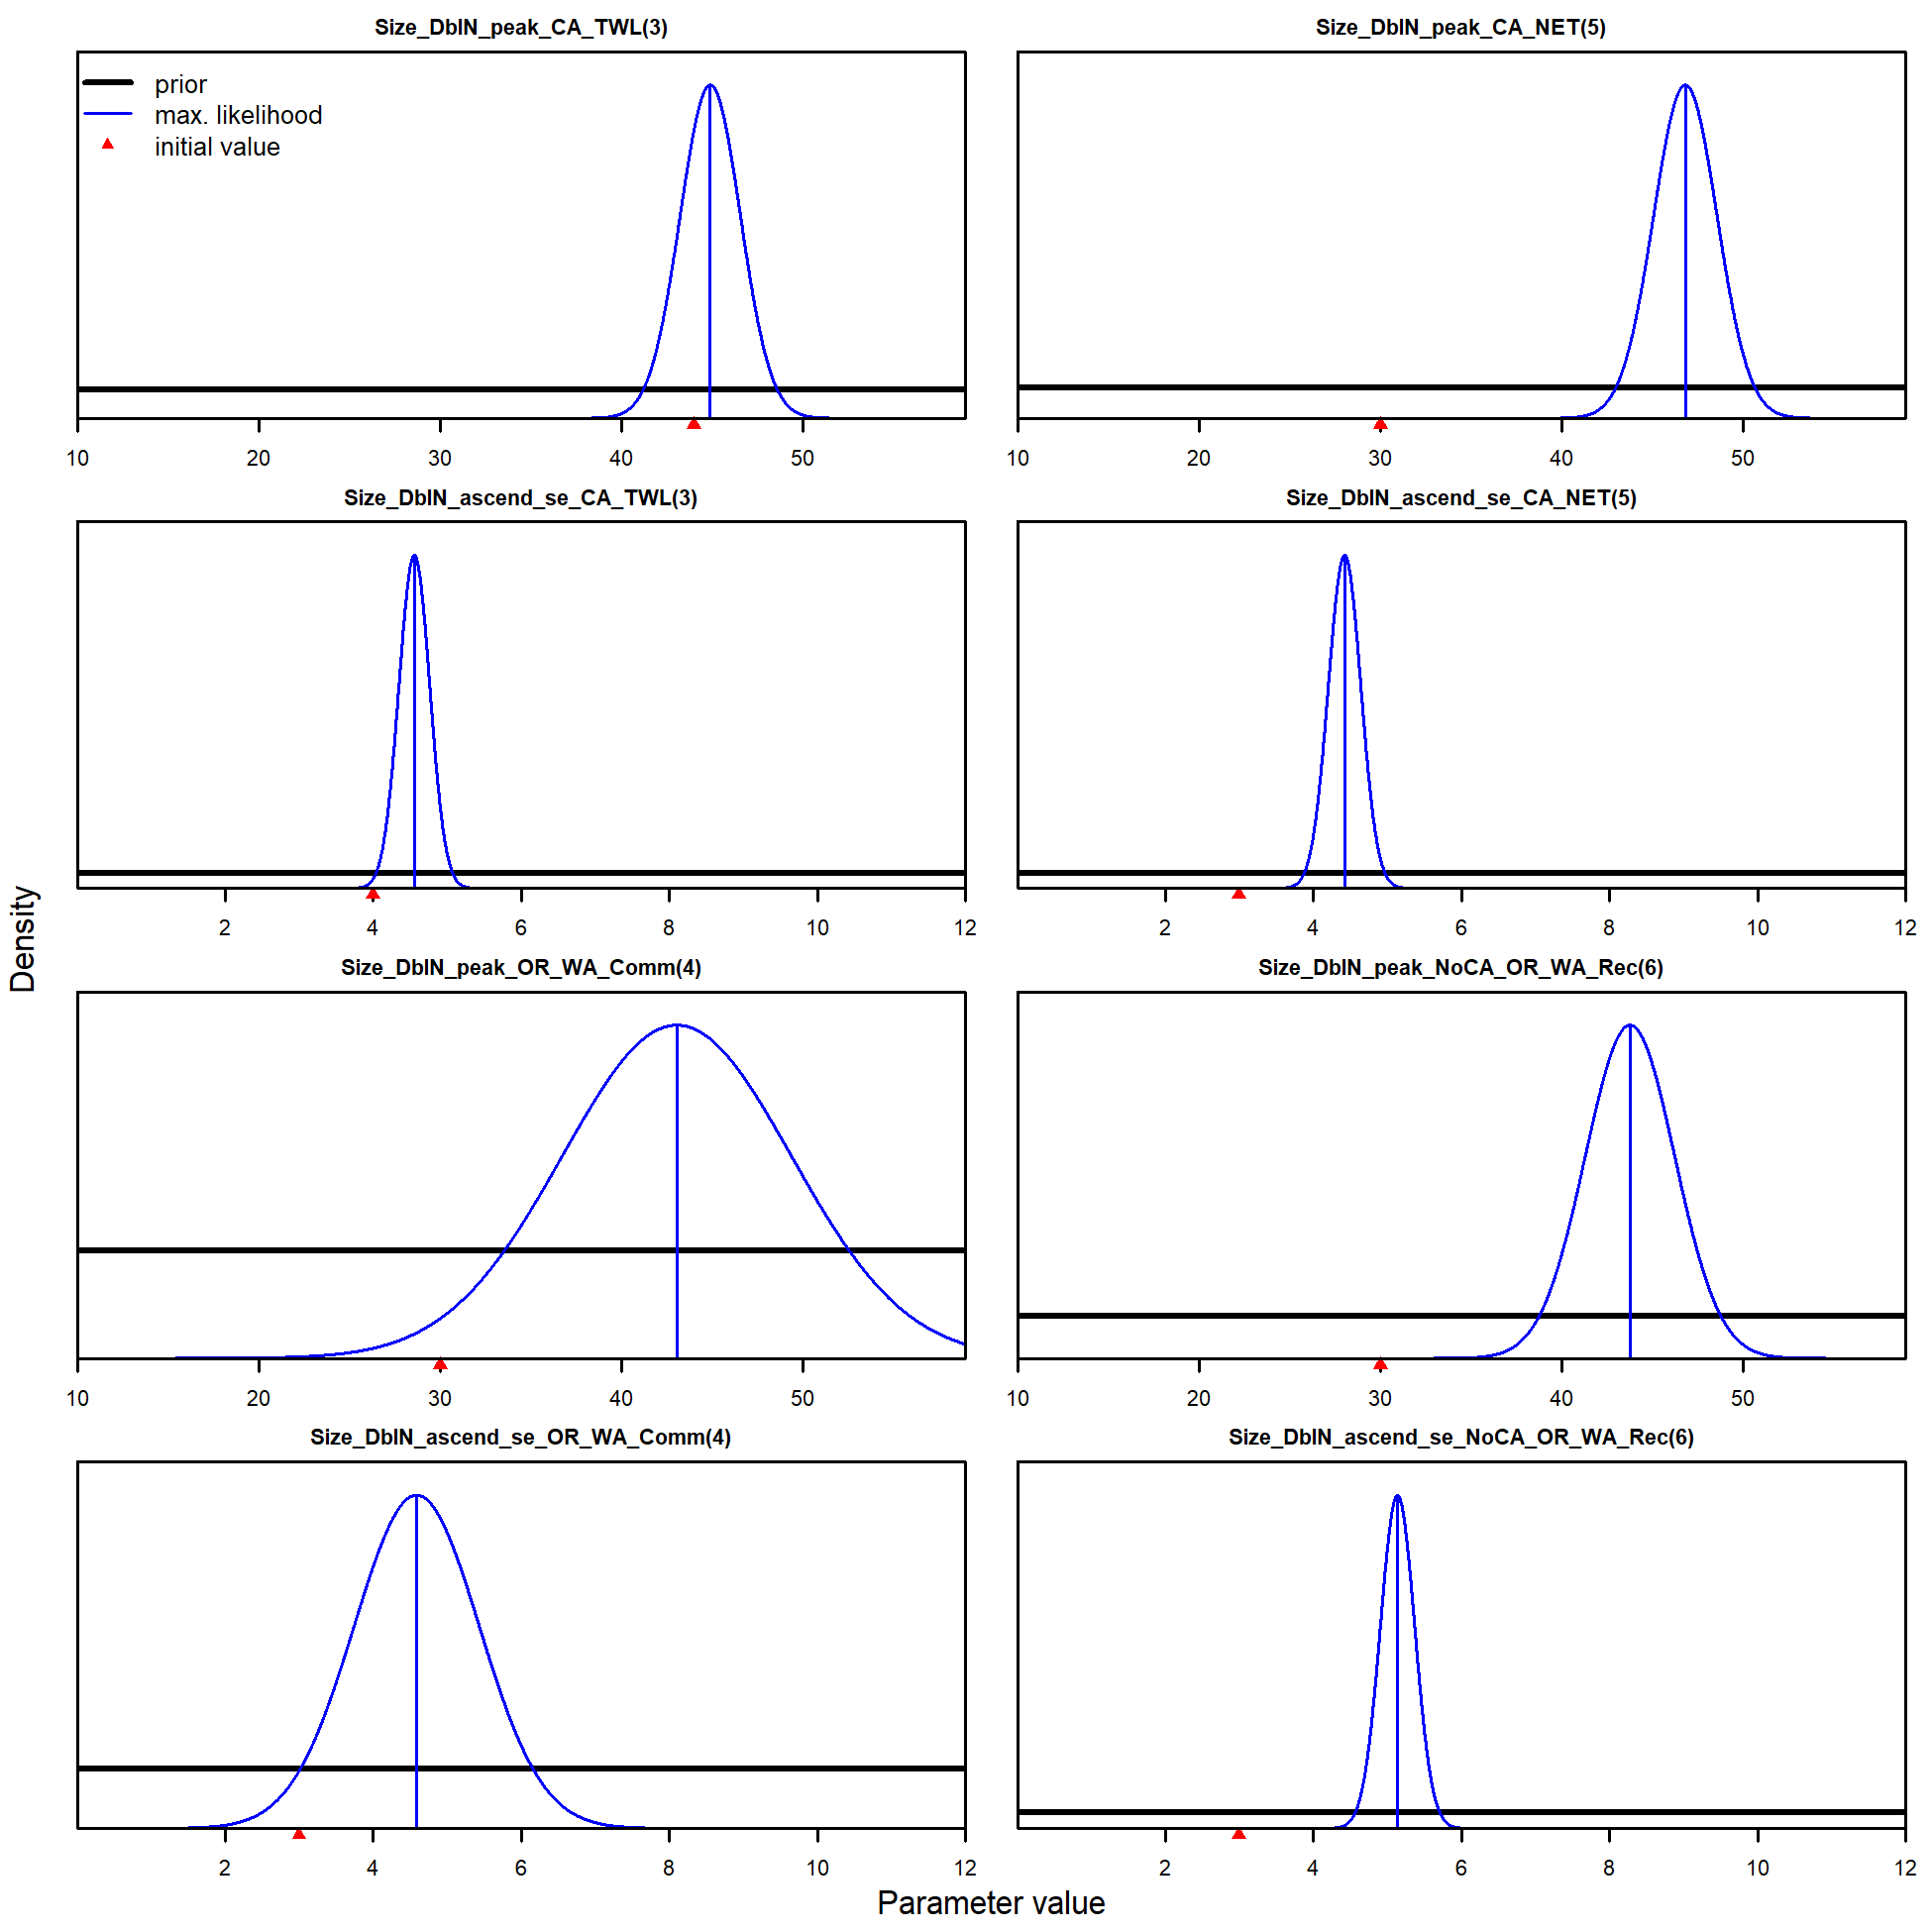 Size_DblN_peak_CA_TWL(3)
prior
max. likelihood
initial value
10 20 30 40 50
Size_DblN_peak_CA_NET(5)
10 20 30 40 50
Size_DblN_ascend_se_CA_TWL(3)
2 4 6 8 10 12
Size_DblN_ascend_se_CA_NET(5)
2 4 6 8 10 12
Density
Size_DblN_peak_OR_WA_Comm(4)
10 20 30 40 50
Size_DblN_peak_NoCA_OR_WA_Rec(6)
10 20 30 40 50
Size_DblN_ascend_se_OR_WA_Comm(4)
2 4 6 8 10 12
Size_DblN_ascend_se_NoCA_OR_WA_Rec(6)
2 4 6 8 10 12
Parameter value